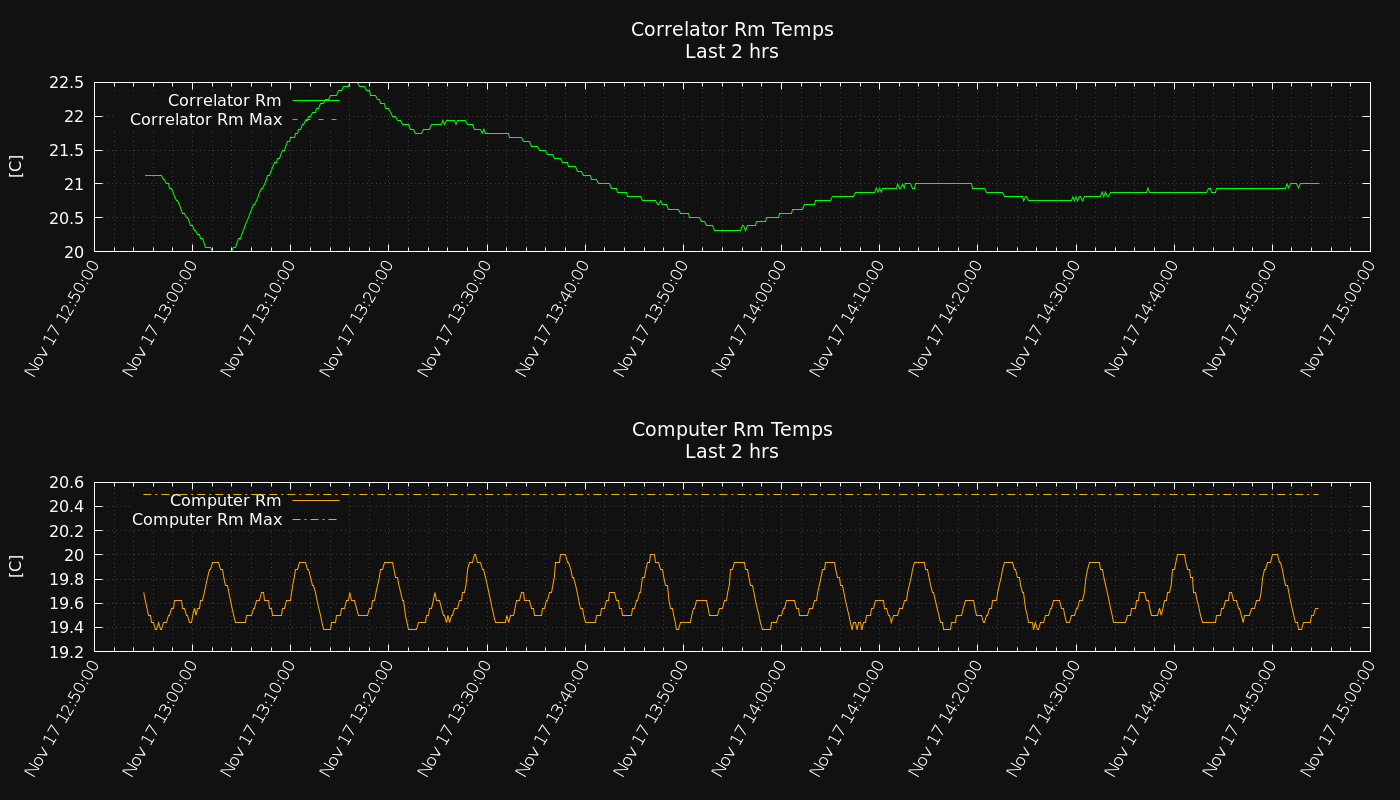 Correlator Rm Temps
Last 2 hrs
22.5
22
21.5
21
20.5
20
[C]
Correlator Rm
Correlator Rm Max
Nov 17 12:50:00
Nov 17 13:00:00
Nov 17 13:10:00
Nov 17 13:20:00
Nov 17 13:30:00
Nov 17 13:40:00
Nov 17 13:50:00
Nov 17 14:00:00
Nov 17 14:10:00
Nov 17 14:20:00
Nov 17 14:30:00
Nov 17 14:40:00
Nov 17 14:50:00
Nov 17 15:00:00
Computer Rm Temps
Last 2 hrs
20.6
20.4
20.2
20
19.8
19.6
19.4
19.2
[C]
Computer Rm
Computer Rm Max
Nov 17 12:50:00
Nov 17 13:00:00
Nov 17 13:10:00
Nov 17 13:20:00
Nov 17 13:30:00
Nov 17 13:40:00
Nov 17 13:50:00
Nov 17 14:00:00
Nov 17 14:10:00
Nov 17 14:20:00
Nov 17 14:30:00
Nov 17 14:40:00
Nov 17 14:50:00
Nov 17 15:00:00